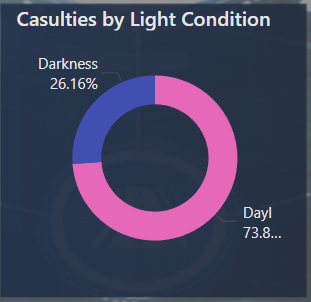 Casulties by Light Condition
Darkness
26.16%
Dayl
73.8...